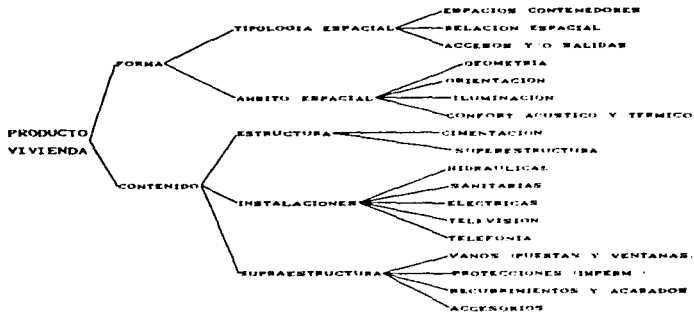 ESPACIOS CONTENEDORES
TIPOLOGIA ESPACIAL
RELACION ESPACIAL
ACCESOS Y/O SALIDAS
FORMA
GEOMETRIA
ORIENTACION
AMBITO ESPACIAL
ILUMINACION
CONFORT ACUSTICO Y TERMICO
PRODUCTO
VIVIENDA
ESTRUCTURA
CIMENTACION
SUPERESTRUCTURA
CONTENIDO
HIDRAULICAS
SANITARIAS
INSTALACIONES
ELECTRICAS
TELEVISION
TELEFONIA
VANOS (PUERTAS Y VENTANAS)
SUPRAESTRUCTURA
PROTECCIONES (IMPERM.)
RECUBRIMIENTOS Y ACABADOS
ACCESORIOS